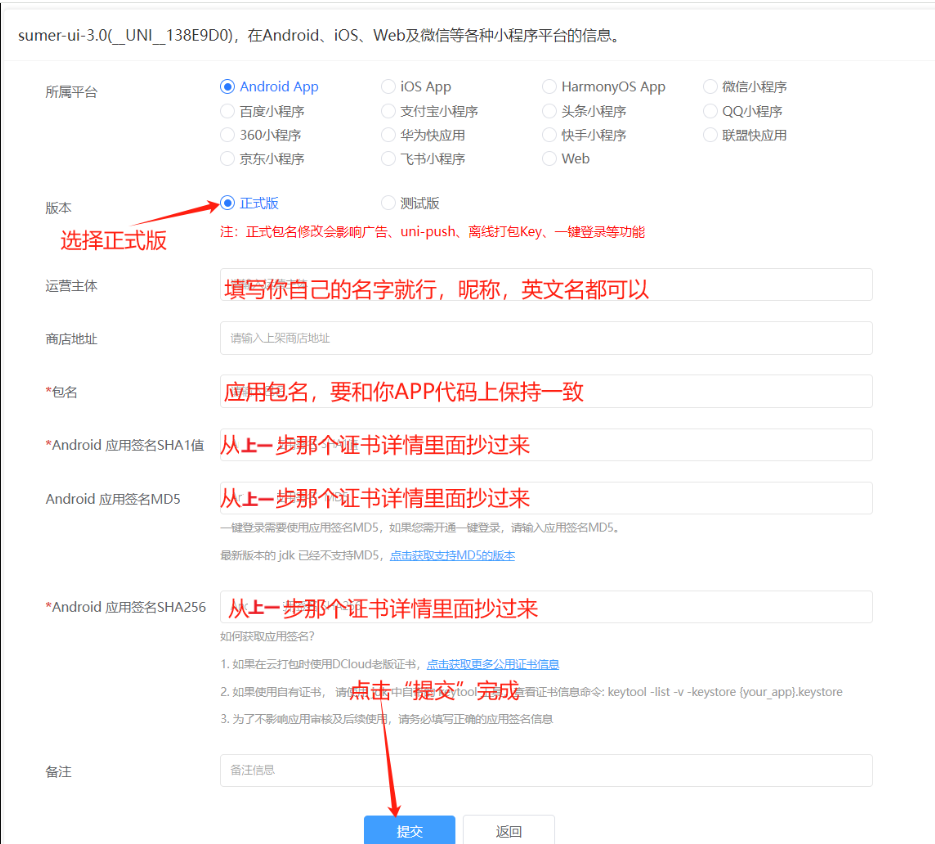 sumer-ui-3.0(__UNI__138E9D0)，在Android、iOS、Web及微信等各种小程序平台的信息。
所属平台
Android App
iOS App
HarmonyOS App
微信小程序
百度小程序
支付宝小程序
头条小程序
QQ小程序
360小程序
华为快应用
快手小程序
联盟快应用
京东小程序
飞书小程序
Web
版本
正式版
测试版
选择正式版
注：正式包名修改会影响广告、uni-push、离线打包Key、一键登录等功能
运营主体
填写你自己的名字就行，昵称，英文名都可以
商店地址
请输入上架商店地址
*包名
应用包名，要和你APP代码上保持一致
*Android 应用签名SHA1值
从上一步那个证书详情里面抄过来
Android 应用签名MD5
从上一步那个证书详情里面抄过来
一键登录需要使用应用签名MD5，如果您需开通一键登录，请输入应用签名MD5。
最新版本的 jdk 已经不支持MD5，点击获取支持MD5的版本
*Android 应用签名SHA256
从上一步那个证书详情里面抄过来
如何获取应用签名?
1. 如果在云打包时使用DCloud老版证书，点击获取更多公用证书信息
2. 如果使用自有证书， 请使 中自 keytool 查看证书信息命令: keytool -list -v -keystore {your_app}.keystore
点击“提交”完成
3. 为了不影响应用审核及后续使用，请务必填写正确的应用签名信息
备注
备注信息
提交
返回